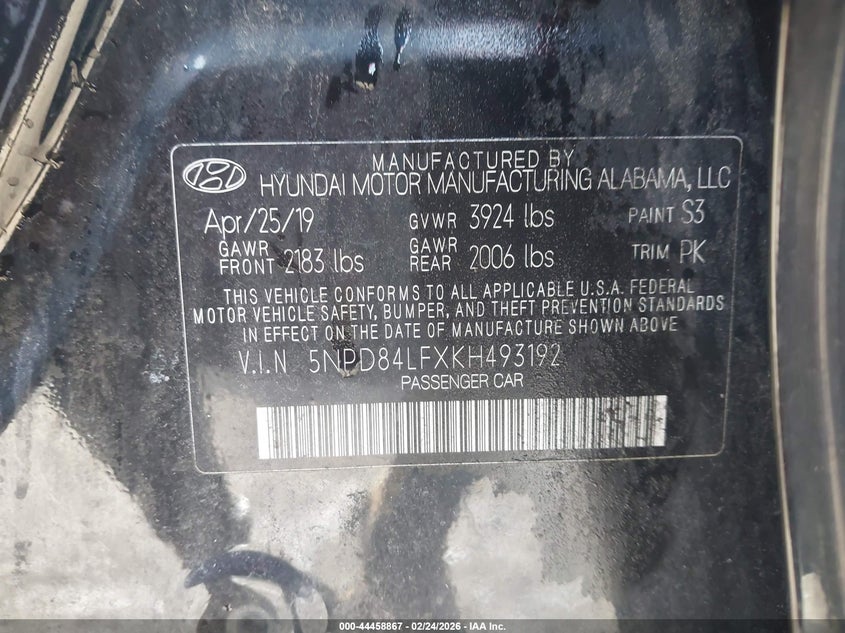 MANUFACTURED BY
HYUNDAI MOTOR MANUFACTURING ALABAMA, LLC
Apr/25/19 GVWR 3924 lbs PAINT S3
GAWR FRONT 2183 lbs GAWR REAR 2006 lbs TRIM PK
THIS VEHICLE CONFORMS TO ALL APPLICABLE U.S.A. FEDERAL
MOTOR VEHICLE SAFETY, BUMPER, AND THEFT PREVENTION STANDARDS
IN EFFECT ON THE DATE OF MANUFACTURE SHOWN ABOVE
V.I.N 5NPD84LFXKH493192
PASSENGER CAR
000-44458867 - 02/24/2026 - IAA Inc.